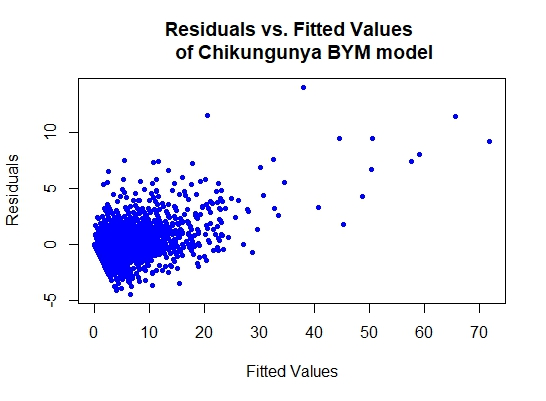 Residuals vs. Fitted Values
of Chikungunya BYM model
Residuals
10
5
0
-5
0 10 20 30 40 50 60 70
Fitted Values